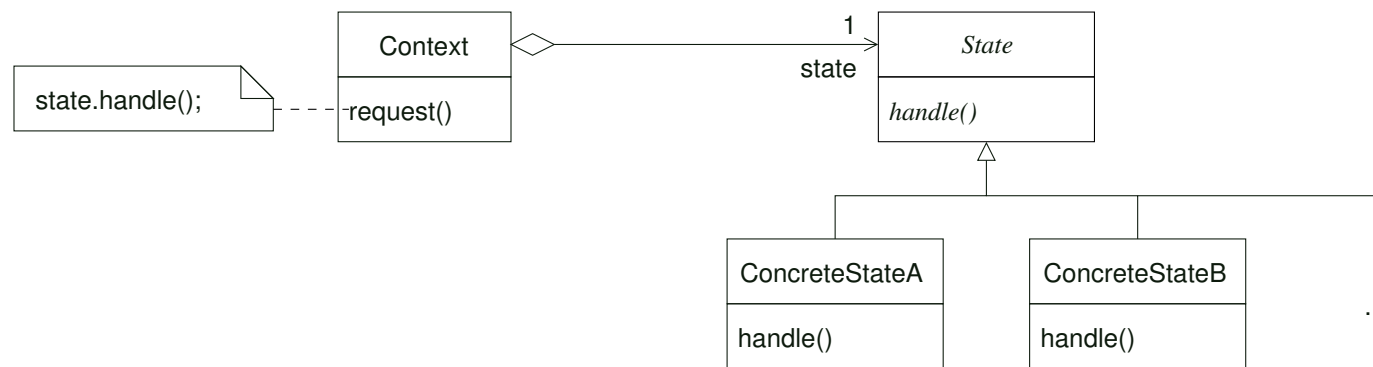 Context
1
State
state
state.handle();
request()
handle()
ConcreteStateA
ConcreteStateB
.
handle()
handle()